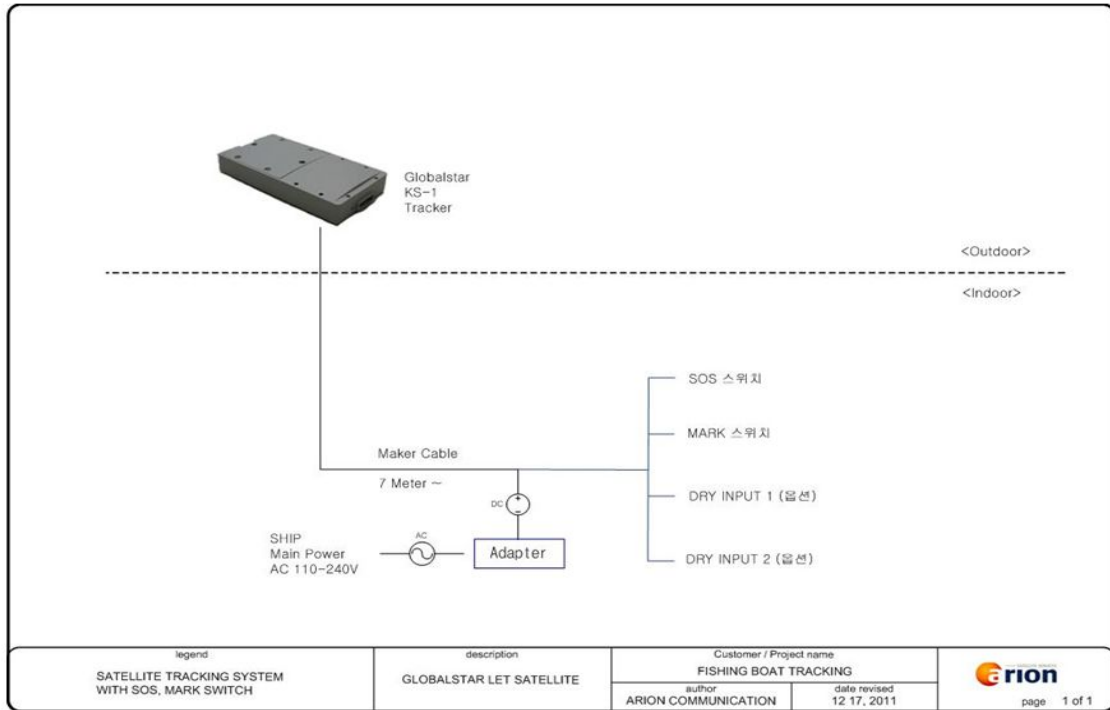 Globalstar
KS-1
Tracker
<Outdoor>
<Indoor>
SOS 스위치
MARK 스위치
Maker Cable
7 Meter ~
DRY INPUT 1 (옵션)
DC
+
-
SHIP
Main Power
AC 110-240V
AC
Adapter
DRY INPUT 2 (옵션)
legend
SATELLITE TRACKING SYSTEM
WITH SOS, MARK SWITCH
description
GLOBALSTAR LET SATELLITE
Customer / Project name
FISHING BOAT TRACKING
author
ARION COMMUNICATION
date revised
12 17, 2011
arion
page 1 of 1